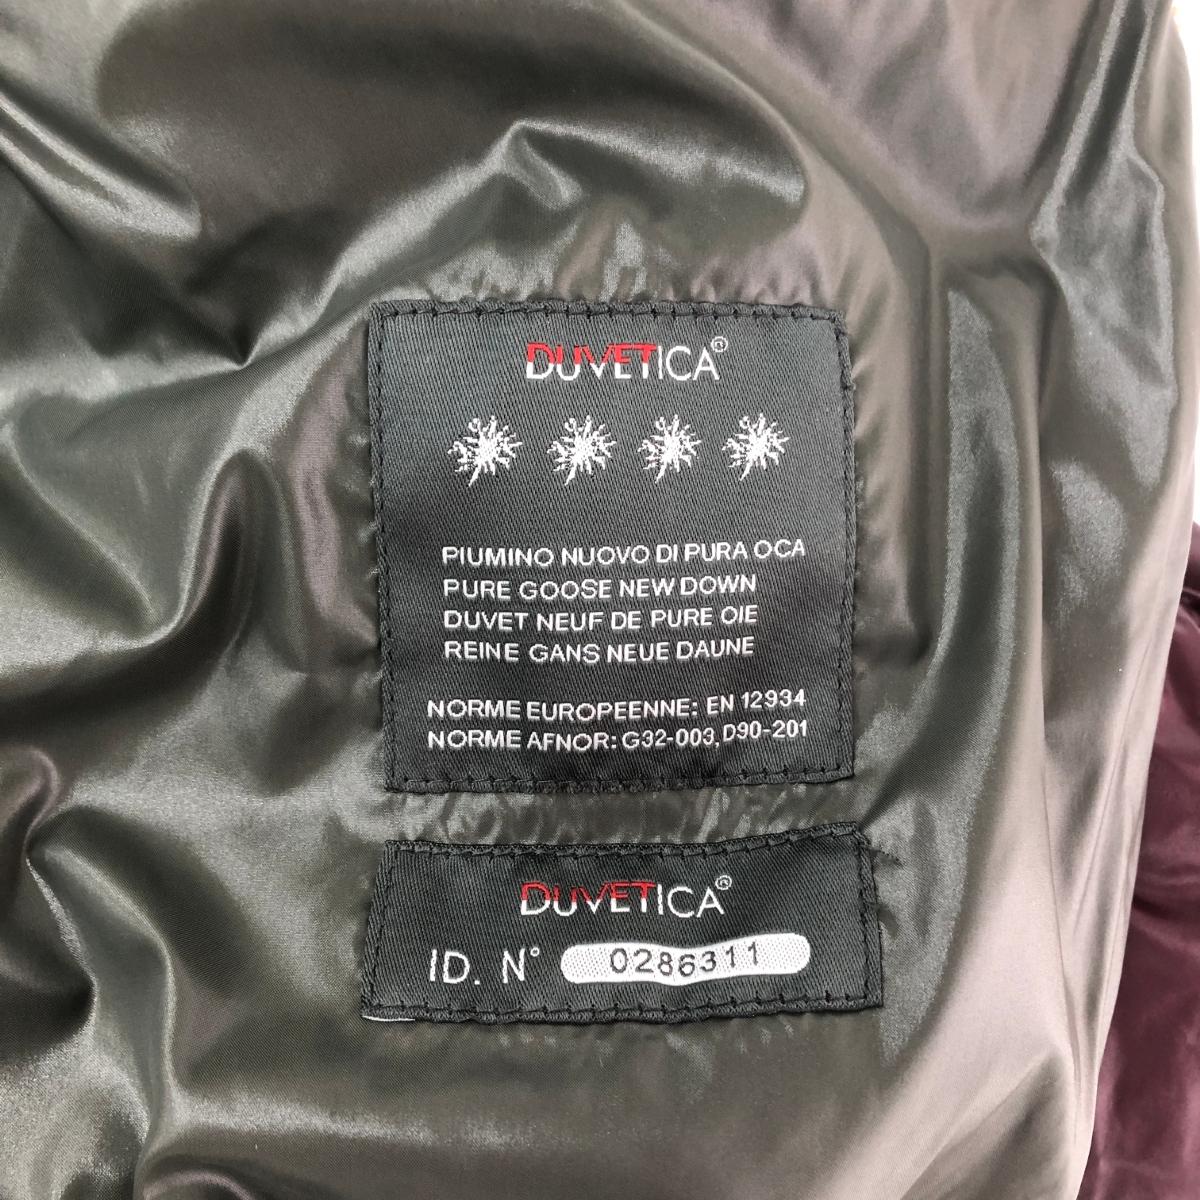 DUVETICA®
PIUMINO NUOVO DI PURA OCA
PURE GOOSE NEW DOWN
DUVET NEUF DE PURE OIE
REINE GANS NEUE DAUNE
NORME EUROPEENNE: EN 12934
NORME AFNOR: G32-003, D90-201
DUVETICA®
ID. N° 0286311